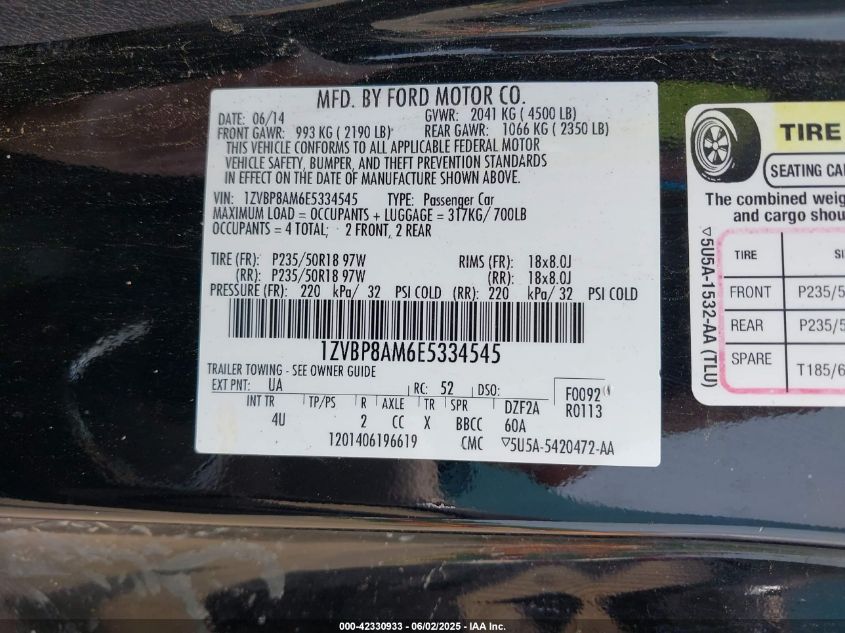 MFD. BY FORD MOTOR CO.
DATE: 06/14 GVWR: 2041 KG ( 4500 LB)
FRONT GAWR: 993 KG ( 2190 LB) REAR GAWR: 1066 KG ( 2350 LB)
THIS VEHICLE CONFORMS TO ALL APPLICABLE FEDERAL MOTOR
VEHICLE SAFETY, BUMPER, AND THEFT PREVENTION STANDARDS
IN EFFECT ON THE DATE OF MANUFACTURE SHOWN ABOVE.
VIN: 1ZVBP8AM6E5334545 TYPE: Passenger Car
MAXIMUM LOAD = OCCUPANTS + LUGGAGE = 317KG/ 700LB
OCCUPANTS = 4 TOTAL; 2 FRONT, 2 REAR
TIRE (FR): P235/50R18 97W RIMS (FR): 18x8.0J
(RR): P235/50R18 97W (RR): 18x8.0J
PRESSURE (FR): 220 kPa/ 32 PSI COLD (RR): 220 kPa/ 32 PSI COLD
1ZVBP8AM6E5334545
TRAILER TOWING - SEE OWNER GUIDE
EXT PNT: UA RC: 52 DSO: F0092
INT TR TP/PS R AXLE TR SPR DZF2A R0113
4U 2 CC X BBCC 60A
1201406196619 CMC ▽5U5A-5420472-AA
TIRE
SEATING CA
The combined weig
and cargo shou
TIRE SI
FRONT P235/5
REAR P235/5
SPARE T185/6
▽5U5A-1532-AA (TLU)
000-42330933 - 06/02/2025 - IAA Inc.